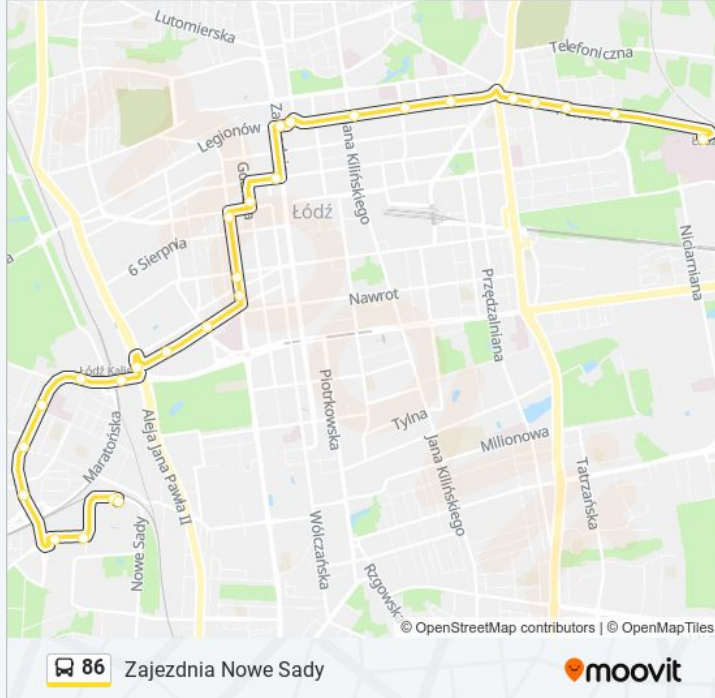 Lutomierska
Telefoniczna
Legionów
Jana Kilińskiego
Łódź
6 Sierpnia
Niciarniana
Nawrot
Przędzalniana
Łódź Kali
Piotrkowska
Maratońska
Aleja Jana Pawła II
Tylna
Jana Kilińskiego
Milionowa
Tatrzańska
Nowe Sady
Wólczańska
Rzgowska
© OpenStreetMap contributors | © OpenMapTiles
86 Zajezdnia Nowe Sady
moovit